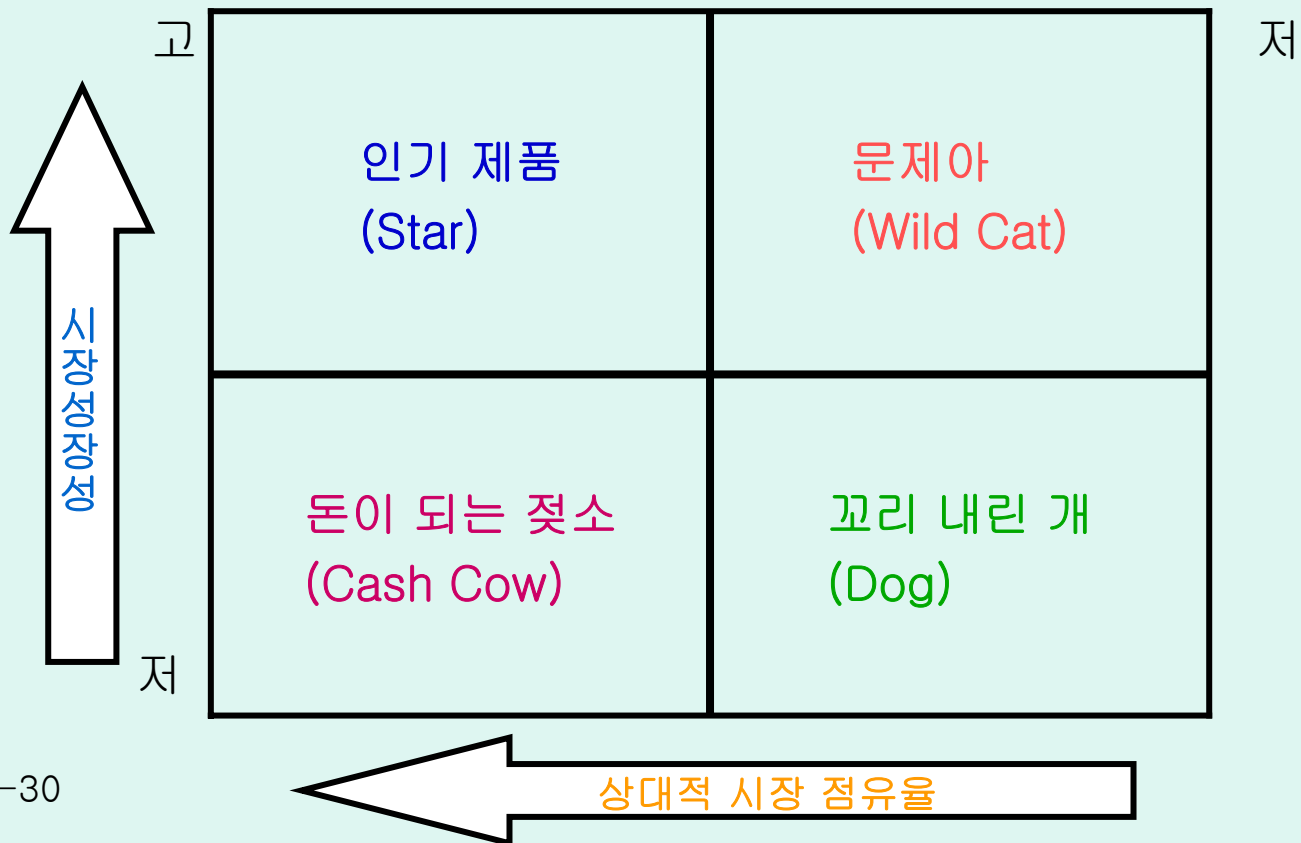 고
저
인기 제품
(Star)
문제아
(Wild Cat)
시장성장성
돈이 되는 젖소
(Cash Cow)
꼬리 내린 개
(Dog)
저
상대적 시장 점유율
-30